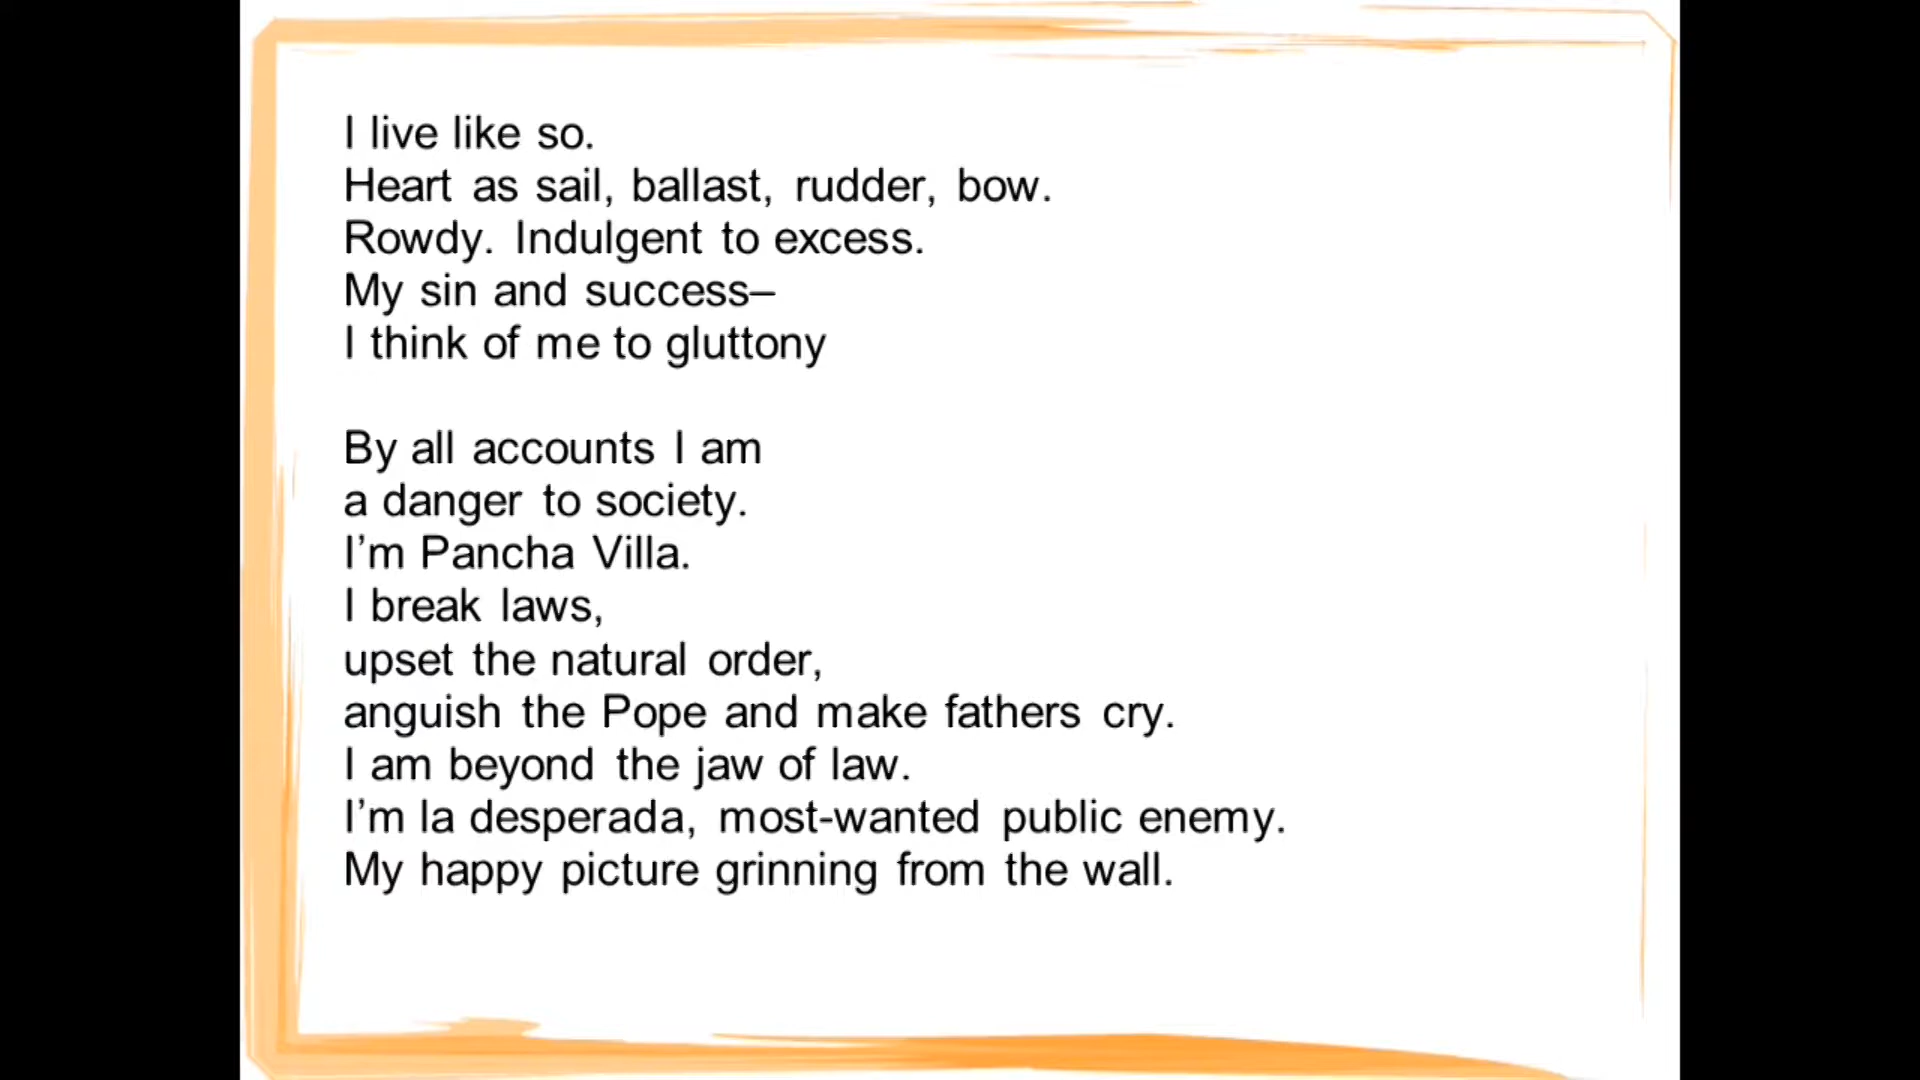 I live like so.
Heart as sail, ballast, rudder, bow.
Rowdy. Indulgent to excess.
My sin and success–
I think of me to gluttony

By all accounts I am
a danger to society.
I’m Pancha Villa.
I break laws,
upset the natural order,
anguish the Pope and make fathers cry.
I am beyond the jaw of law.
I’m la desperada, most-wanted public enemy.
My happy picture grinning from the wall.